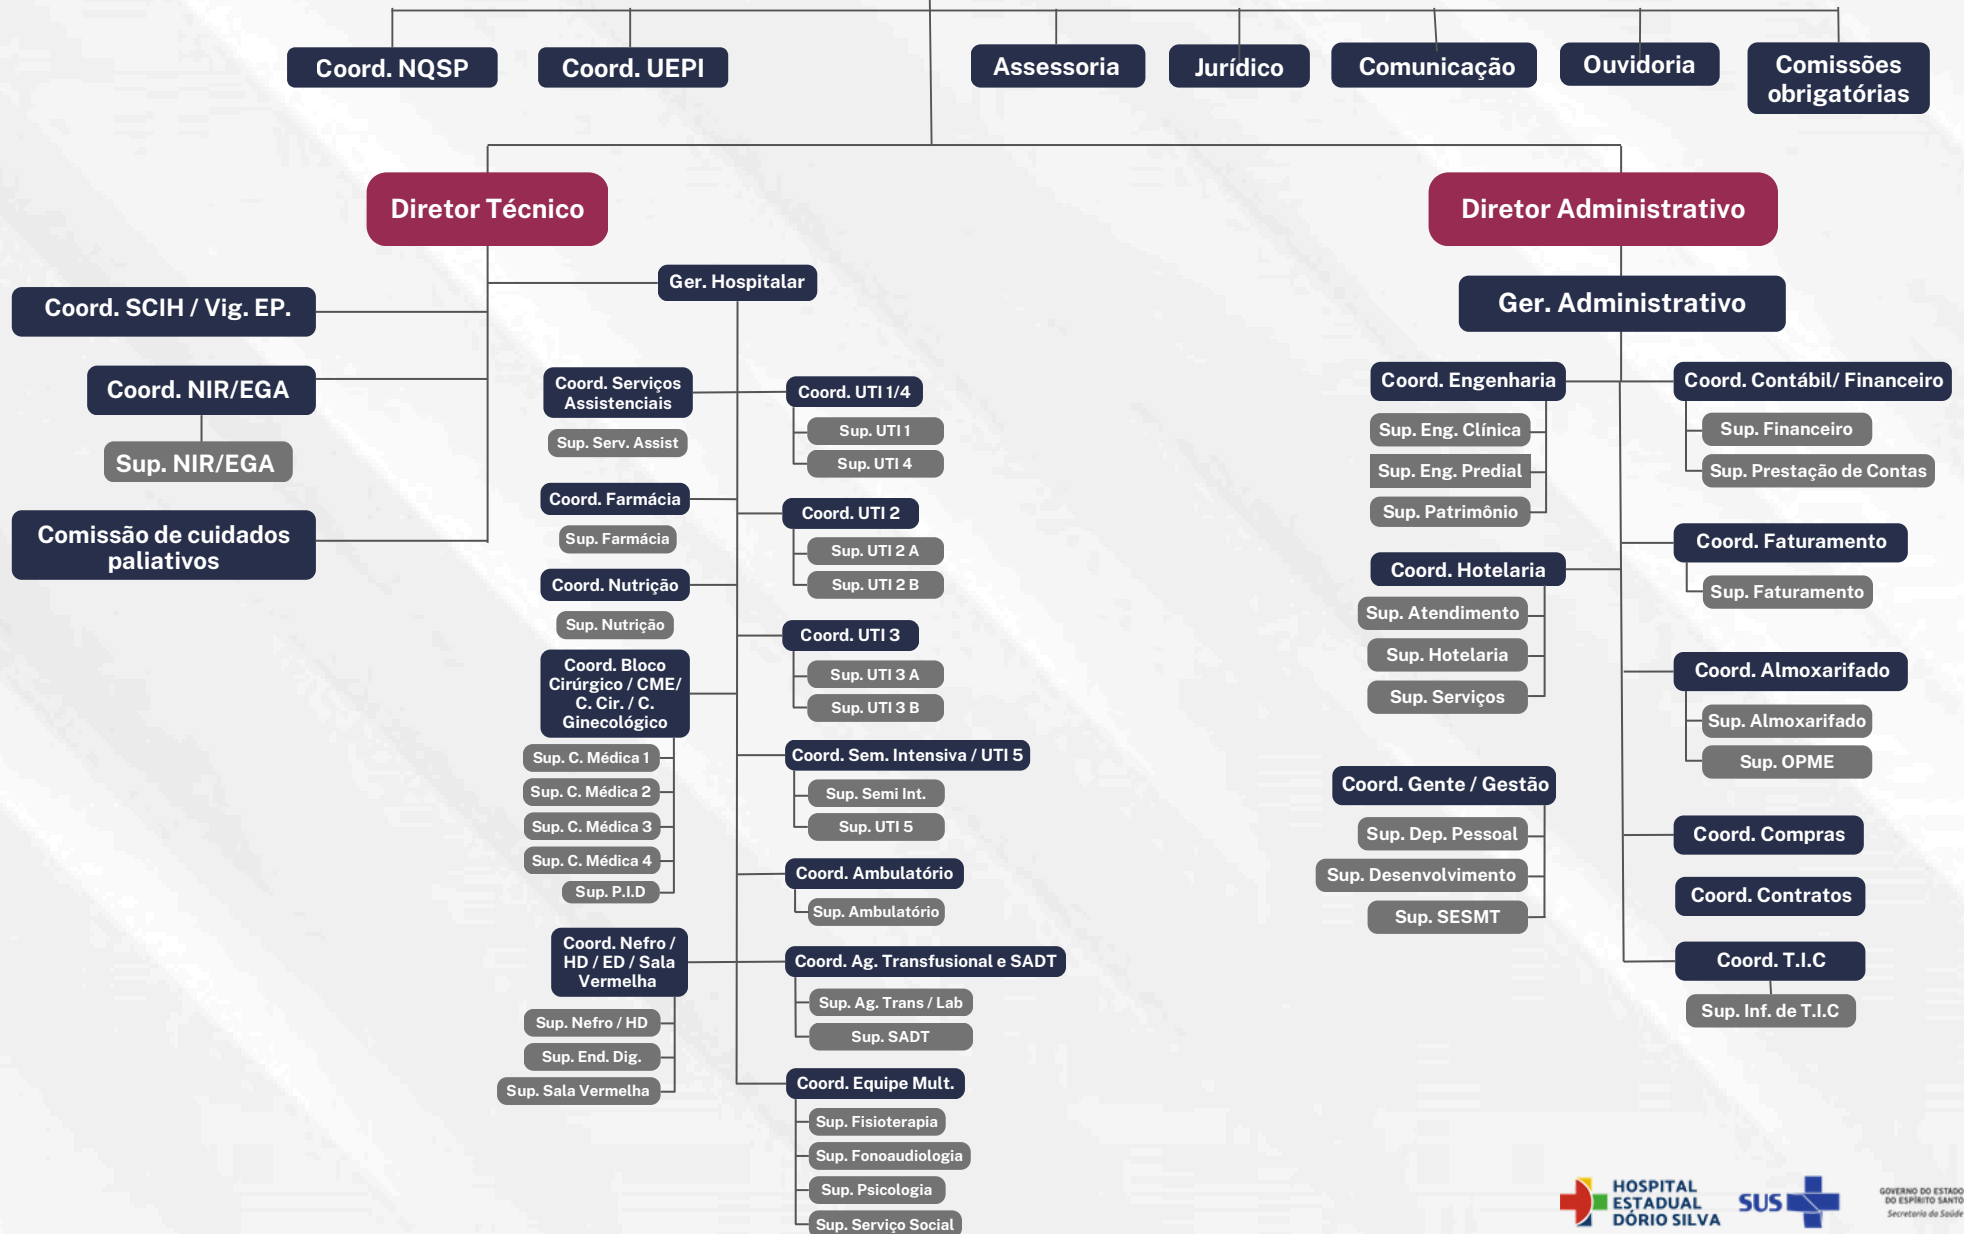 Coord. NQSP
Coord. UEPI
Assessoria
Jurídico
Comunicação
Ouvidoria
Comissões
obrigatórias
Diretor Técnico
Diretor Administrativo
Coord. SCIH / Vig. EP.
Coord. NIR/EGA
Sup. NIR/EGA
Comissão de cuidados
paliativos
Ger. Hospitalar
Coord. Serviços
Assistenciais
Sup. Serv. Assist
Coord. Farmácia
Sup. Farmácia
Coord. Nutrição
Sup. Nutrição
Coord. Bloco
Cirúrgico / CME/
C. Cir. / C.
Ginecológico
Sup. C. Médica 1
Sup. C. Médica 2
Sup. C. Médica 3
Sup. C. Médica 4
Sup. P.I.D
Coord. Nefro /
HD / ED / Sala
Vermelha
Sup. Nefro / HD
Sup. End. Dig.
Sup. Sala Vermelha
Coord. UTI 1/4
Sup. UTI 1
Sup. UTI 4
Coord. UTI 2
Sup. UTI 2 A
Sup. UTI 2 B
Coord. UTI 3
Sup. UTI 3 A
Sup. UTI 3 B
Coord. Sem. Intensiva / UTI 5
Sup. Semi Int.
Sup. UTI 5
Coord. Ambulatório
Sup. Ambulatório
Coord. Ag. Transfusional e SADT
Sup. Ag. Trans / Lab
Sup. SADT
Coord. Equipe Mult.
Sup. Fisioterapia
Sup. Fonoaudiologia
Sup. Psicologia
Sup. Serviço Social
Ger. Administrativo
Coord. Engenharia
Sup. Eng. Clínica
Sup. Eng. Predial
Sup. Patrimônio
Coord. Hotelaria
Sup. Atendimento
Sup. Hotelaria
Sup. Serviços
Coord. Gente / Gestão
Sup. Dep. Pessoal
Sup. Desenvolvimento
Sup. SESMT
Coord. Contábil/ Financeiro
Sup. Financeiro
Sup. Prestação de Contas
Coord. Faturamento
Sup. Faturamento
Coord. Almoxarifado
Sup. Almoxarifado
Sup. OPME
Coord. Compras
Coord. Contratos
Coord. T.I.C
Sup. Inf. de T.I.C
HOSPITAL
ESTADUAL
DÓRIO SILVA
SUS
GOVERNO DO ESTADO
DO ESPÍRITO SANTO
Secretaria da Saúde